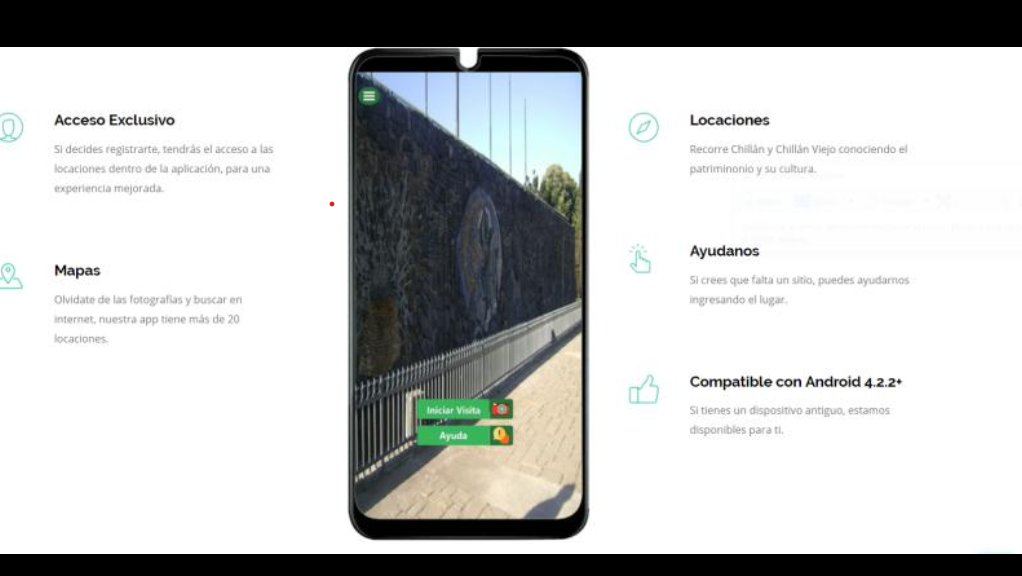 Acceso Exclusivo
Si decides registrarte, tendrás el acceso a las
locaciones dentro de la aplicación, para una
experiencia mejorada.
Mapas
Olvidate de las fotografías y buscar en
internet, nuestra app tiene más de 20
locaciones.
Iniciar Visita
Ayuda
Locaciones
Recorre Chillán y Chillán Viejo conociendo el
patriminonio y su cultura.
Ayudanos
Si crees que falta un sitio, puedes ayudarnos
ingresando el lugar.
Compatible con Android 4.2.2+
Si tienes un dispositivo antiguo, estamos
disponibles para ti.